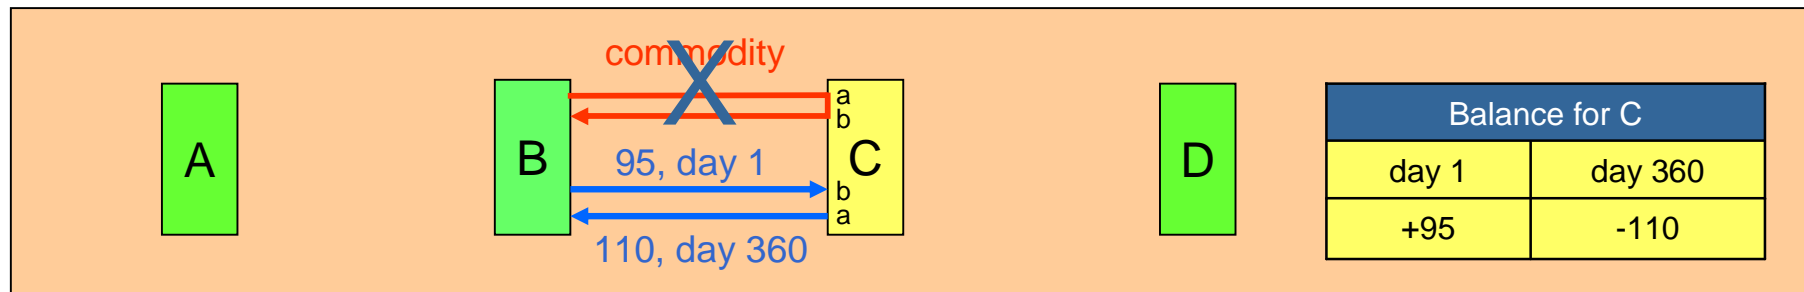 commodity
X
a
b
A
B
95, day 1
C
D
b
a
110, day 360
Balance for C
day 1 day 360
+95 -110